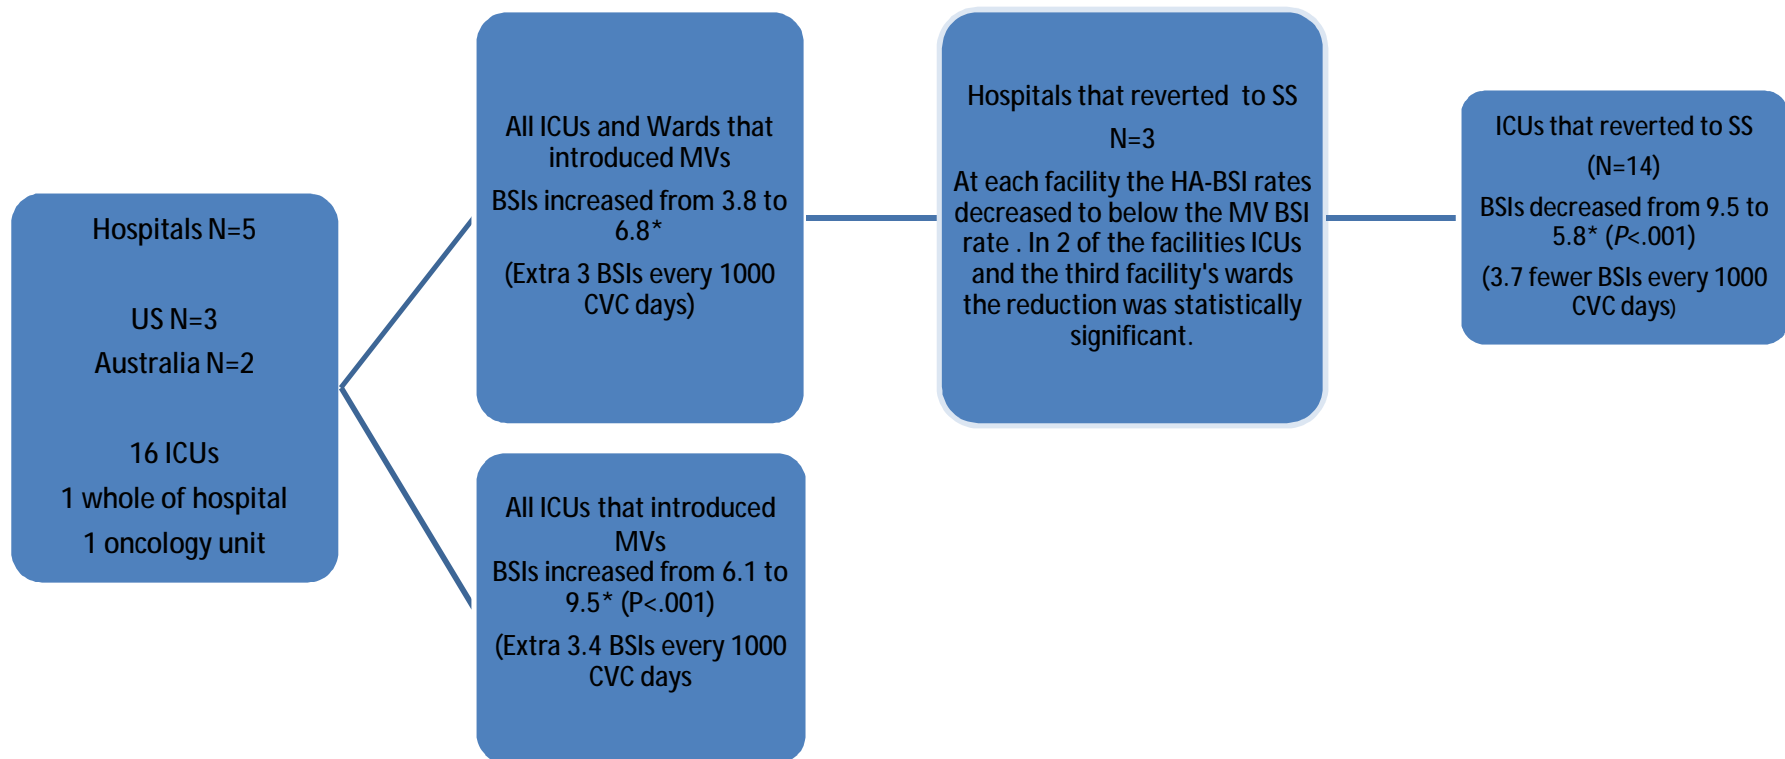 Hospitals N=5
US N=3
Australia N=2
16 ICUs
1 whole of hospital
1 oncology unit
All ICUs and Wards that
introduced MVs
BSIs increased from 3.8 to
6.8*
(Extra 3 BSIs every 1000
CVC days)
All ICUs that introduced
MVs
BSIs increased from 6.1 to
9.5* (P<.001)
(Extra 3.4 BSIs every 1000
CVC days
Hospitals that reverted to SS
N=3
At each facility the HA-BSI rates
decreased to below the MV BSI
rate . In 2 of the facilities ICUs
and the third facility's wards
the reduction was statistically
significant.
ICUs that reverted to SS
(N=14)
BSIs decreased from 9.5 to
5.8* (P<.001)
(3.7 fewer BSIs every 1000
CVC days)